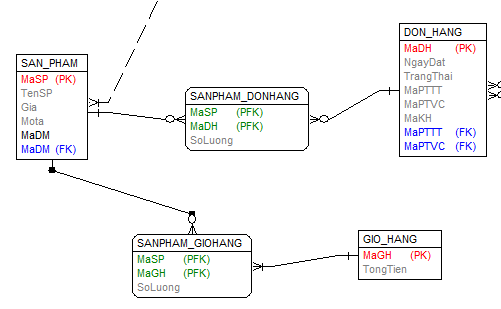 DON_HANG
MaDH (PK)
NgayDat
TrangThai
MaPTTT
MaPTVC
MaKH
MaPTTT (FK)
MaPTVC (FK)
SAN_PHAM
MaSP (PK)
TenSP
Gia
Mota
MaDM
MaDM (FK)
SANPHAM_DONHANG
MaSP (PFK)
MaDH (PFK)
SoLuong
SANPHAM_GIOHANG
MaSP (PFK)
MaGH (PFK)
SoLuong
GIO_HANG
MaGH (PK)
TongTien